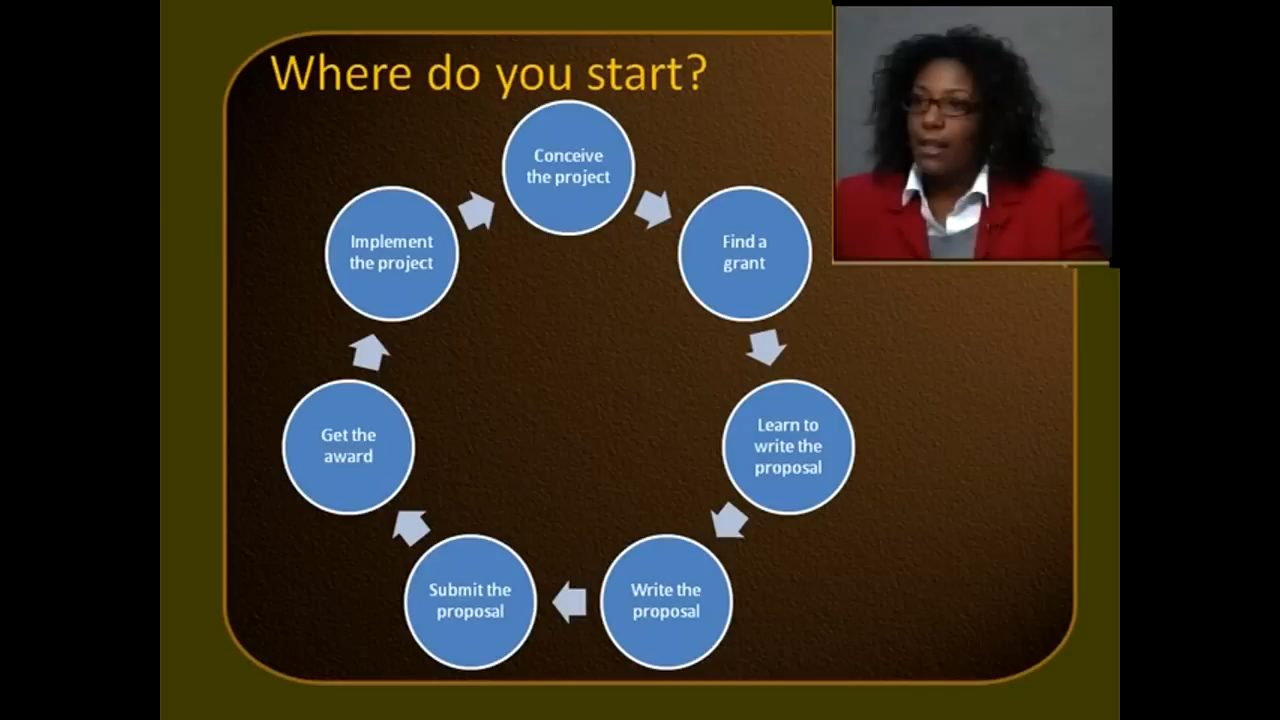 Where do you start?
Conceive
the project
Find a
grant
Learn to
write the
proposal
Write the
proposal
Submit the
proposal
Get the
award
Implement
the project